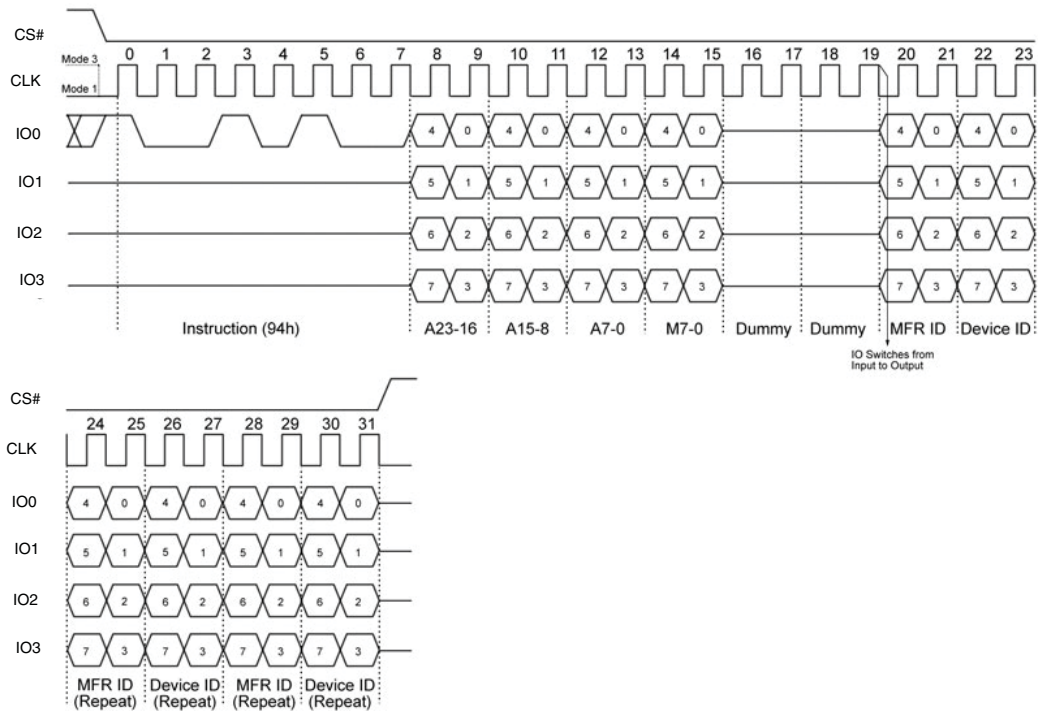 CS#
0 1 2 3 4 5 6 7 8 9 10 11 12 13 14 15 16 17 18 19 20 21 22 23
Mode 3
CLK
Mode 1
IO0
4 0 4 0 4 0 4 0 4 0 4 0
IO1
5 1 5 1 5 1 5 1 5 1 5 1
IO2
6 2 6 2 6 2 6 2 6 2 6 2
IO3
7 3 7 3 7 3 7 3 7 3 7 3
Instruction (94h) A23-16 A15-8 A7-0 M7-0 Dummy Dummy MFR ID Device ID
IO Switches from
Input to Output
CS#
24 25 26 27 28 29 30 31
CLK
IO0
4 0 4 0 4 0 4 0
IO1
5 1 5 1 5 1 5 1
IO2
6 2 6 2 6 2 6 2
IO3
7 3 7 3 7 3 7 3
MFR ID Device ID MFR ID Device ID
(Repeat) (Repeat) (Repeat) (Repeat)